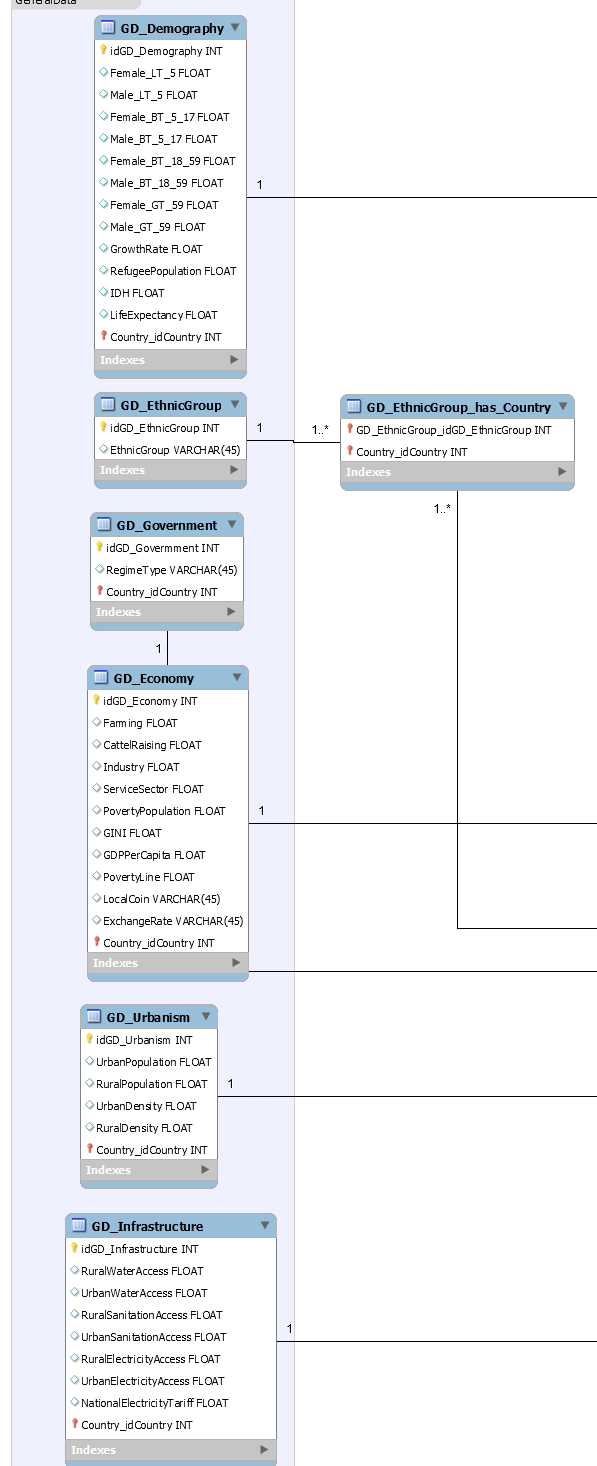 GeneralData
GD_Demography
idGD_Demography INT
Female_LT_5 FLOAT
Male_LT_5 FLOAT
Female_BT_5_17 FLOAT
Male_BT_5_17 FLOAT
Female_BT_18_59 FLOAT
Male_BT_18_59 FLOAT
Female_GT_59 FLOAT
Male_GT_59 FLOAT
GrowthRate FLOAT
RefugeePopulation FLOAT
IDH FLOAT
LifeExpectancy FLOAT
Country_idCountry INT
Indexes
1
GD_EthnicGroup
idGD_EthnicGroup INT
EthnicGroup VARCHAR(45)
Indexes
1
1..*
GD_EthnicGroup_has_Country
GD_EthnicGroup_idGD_EthnicGroup INT
Country_idCountry INT
Indexes
1..*
GD_Government
idGD_Government INT
RegimeType VARCHAR(45)
Country_idCountry INT
Indexes
1
GD_Economy
idGD_Economy INT
Farming FLOAT
CattelRaising FLOAT
Industry FLOAT
ServiceSector FLOAT
PovertyPopulation FLOAT
GINI FLOAT
GDPPerCapita FLOAT
PovertyLine FLOAT
LocalCoin VARCHAR(45)
ExchangeRate VARCHAR(45)
Country_idCountry INT
Indexes
1
GD_Urbanism
idGD_Urbanism INT
UrbanPopulation FLOAT
RuralPopulation FLOAT
UrbanDensity FLOAT
RuralDensity FLOAT
Country_idCountry INT
Indexes
1
GD_Infrastructure
idGD_Infrastructure INT
RuralWaterAccess FLOAT
UrbanWaterAccess FLOAT
RuralSanitationAccess FLOAT
UrbanSanitationAccess FLOAT
RuralElectricityAccess FLOAT
UrbanElectricityAccess FLOAT
NationalElectricityTariff FLOAT
Country_idCountry INT
Indexes
1